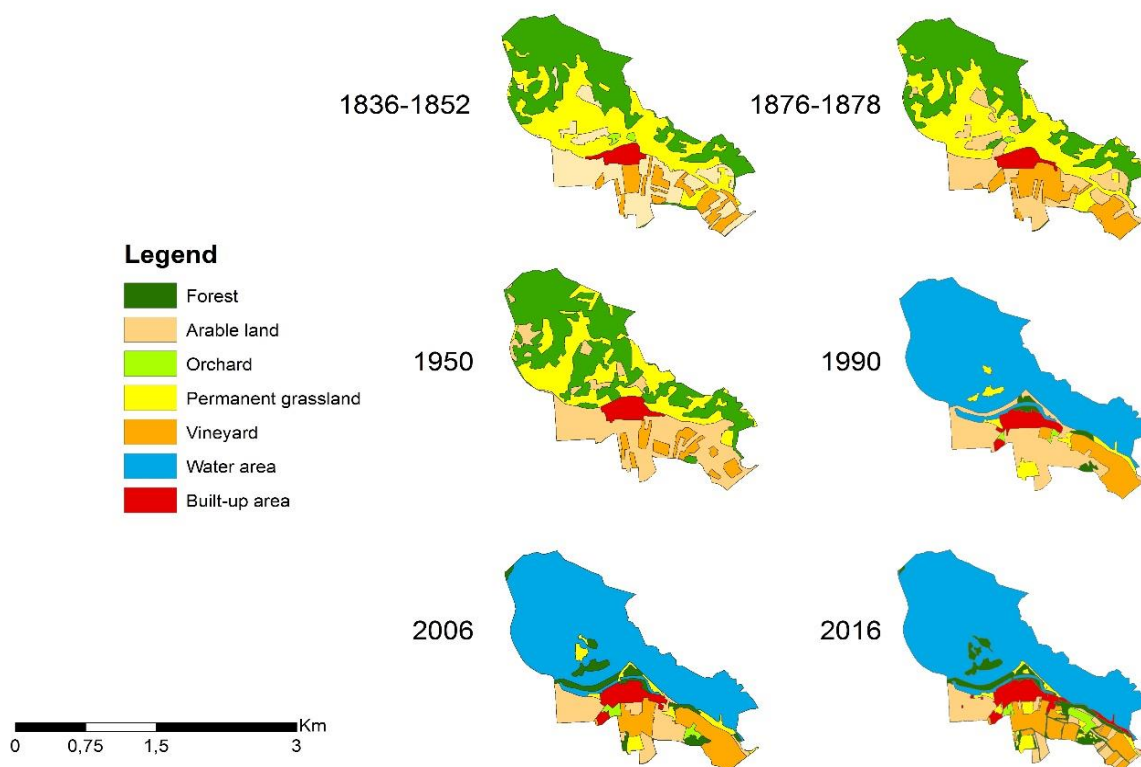 1836-1852
1876-1878
Legend
Forest
Arable land
Orchard
Permanent grassland
Vineyard
Water area
Built-up area
1950
1990
2006
2016
Km
0 0,75 1,5 3